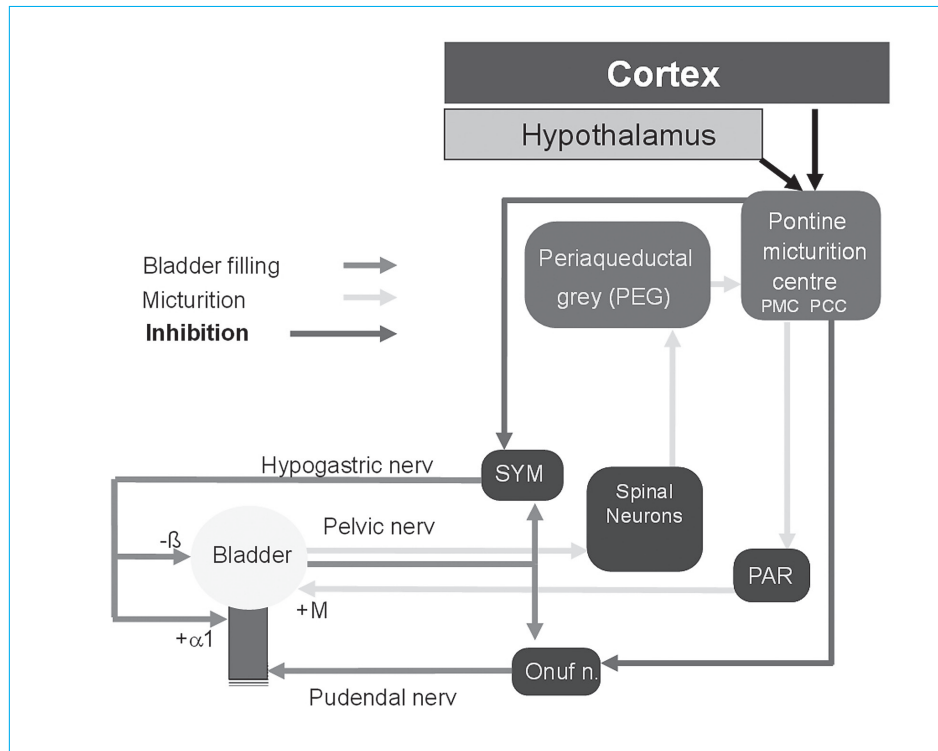 Cortex
Hypothalamus
Pontine
micturition
centre
PMC PCC
Periaqueductal
grey (PEG)
Bladder filling
Micturition
Inhibition
Hypogastric nerv
SYM
Spinal
Neurons
-ß
Pelvic nerv
Bladder
PAR
+M
+α1
Onuf n.
Pudendal nerv